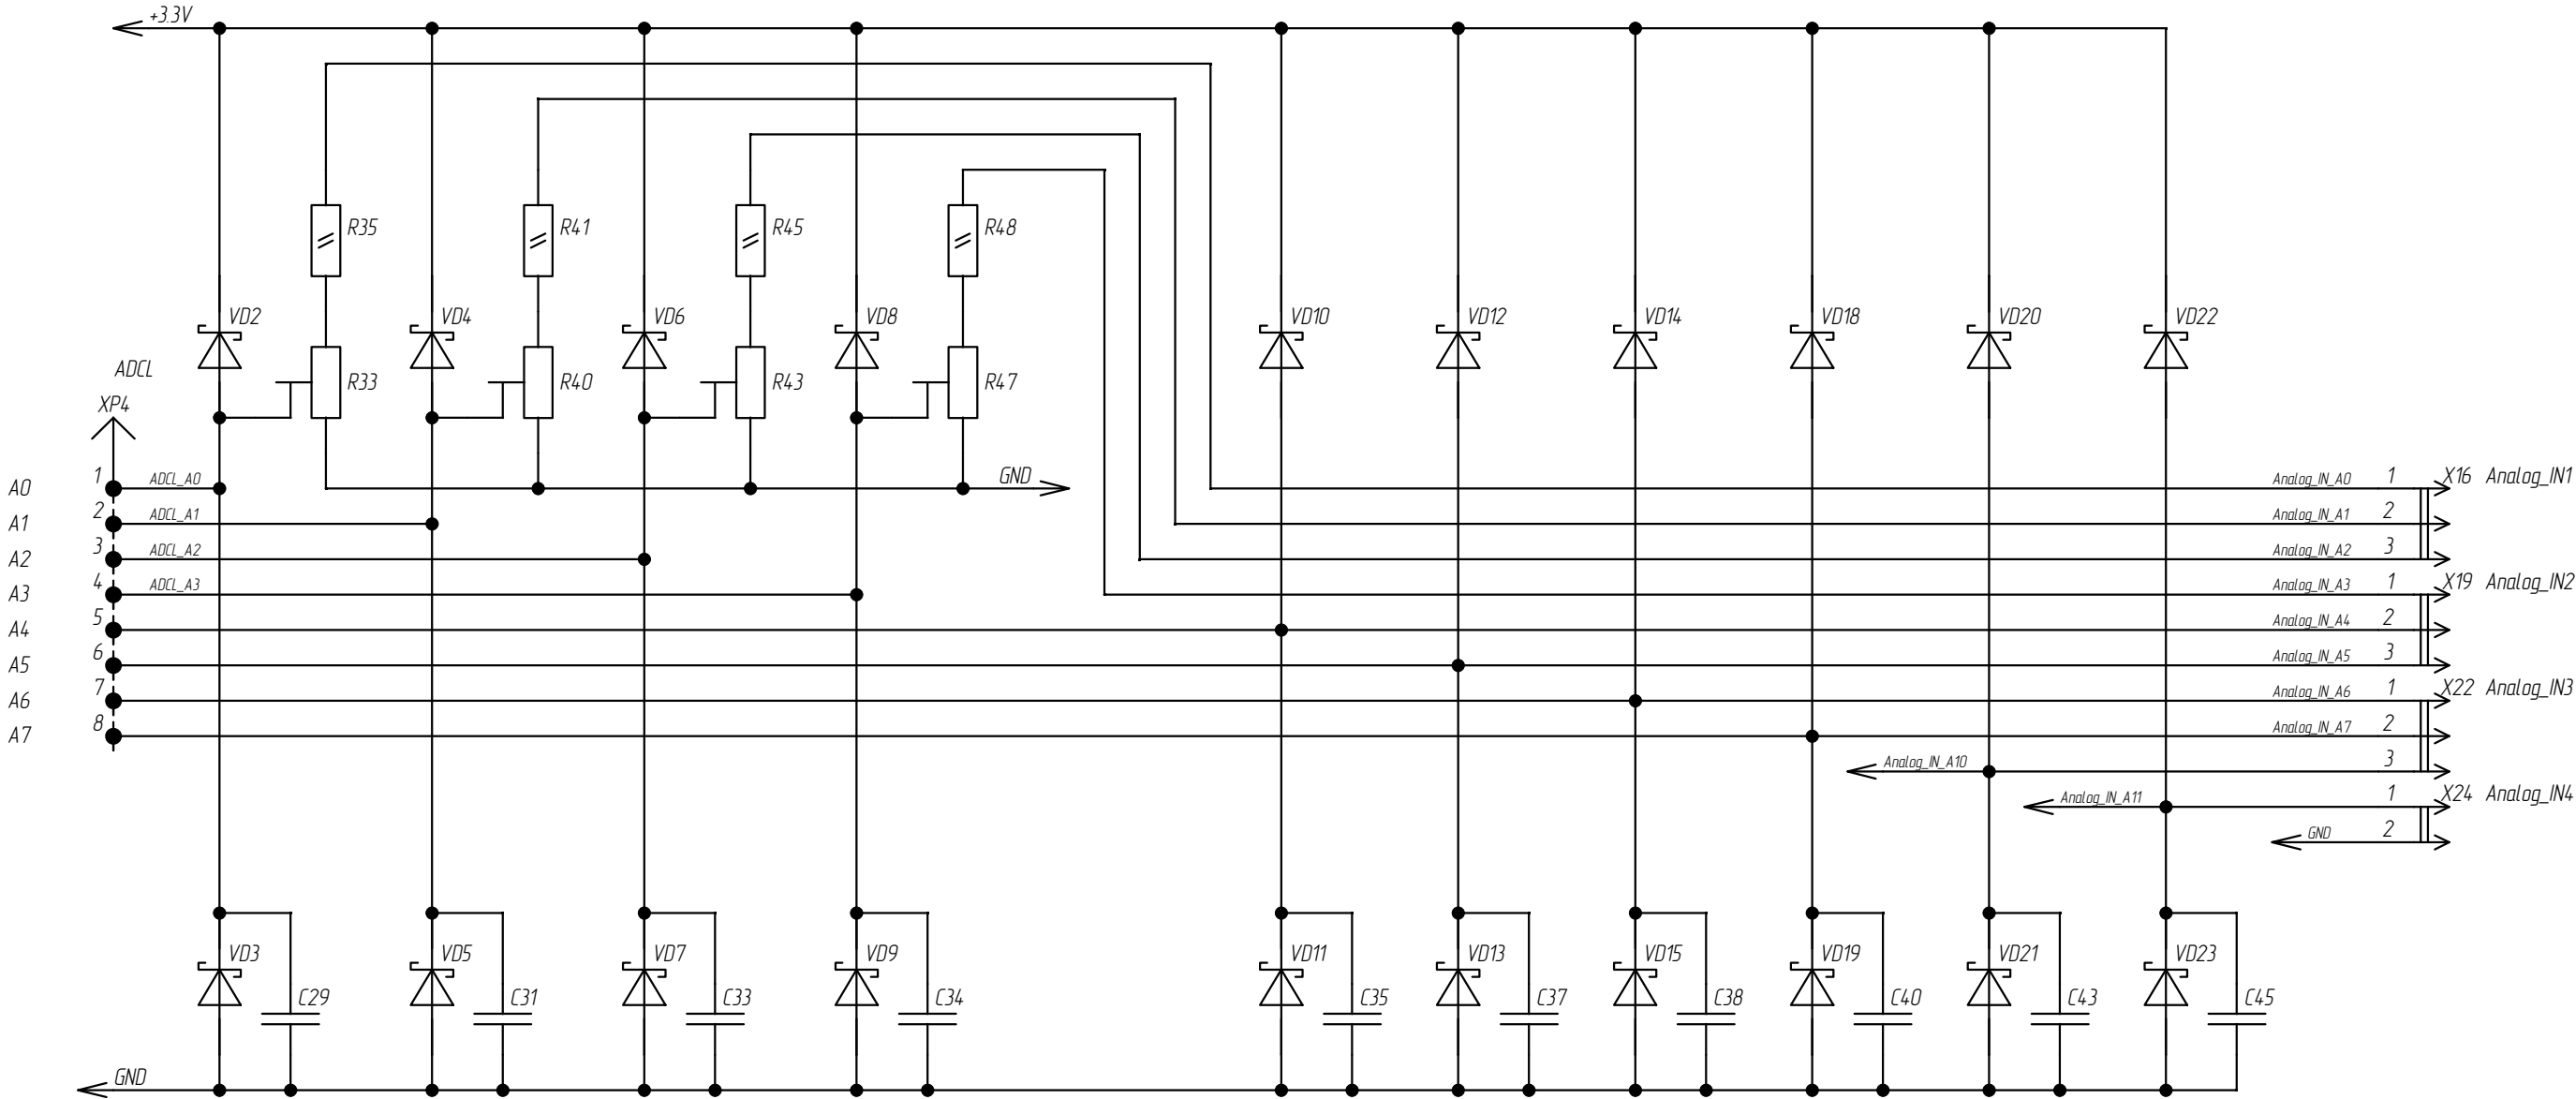 +3.3V
R35
R41
R45
R48
VD2
VD4
VD6
VD8
VD10
VD12
VD14
VD18
VD20
VD22
ADCL
R33
R40
R43
R47
XP4
A0 1 ADCL_A0 GND Analog_IN_A0 1 X16 Analog_IN1
A1 2 ADCL_A1 Analog_IN_A1 2
A2 3 ADCL_A2 Analog_IN_A2 3
A3 4 ADCL_A3 Analog_IN_A3 1 X19 Analog_IN2
A4 5 Analog_IN_A4 2
A5 6 Analog_IN_A5 3
A6 7 Analog_IN_A6 1 X22 Analog_IN3
A7 8 Analog_IN_A7 2
Analog_IN_A10 3
Analog_IN_A11 1 X24 Analog_IN4
GND 2
VD3
VD5
VD7
VD9
VD11
VD13
VD15
VD19
VD21
VD23
C29
C31
C33
C34
C35
C37
C38
C40
C43
C45
GND